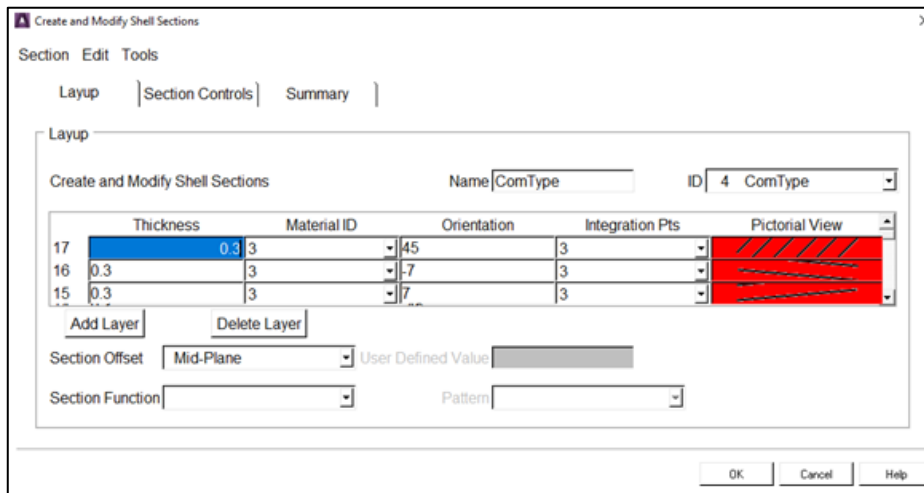 Create and Modify Shell Sections
Section Edit Tools
Layup Section Controls Summary
Layup
Create and Modify Shell Sections Name ComType ID 4 ComType
Thickness Material ID Orientation Integration Pts Pictorial View
17 0.3 3 45 3
16 0.3 3 -7 3
15 0.3 3 7 3
Add Layer Delete Layer
Section Offset Mid-Plane User Defined Value
Section Function Pattern
OK Cancel Help